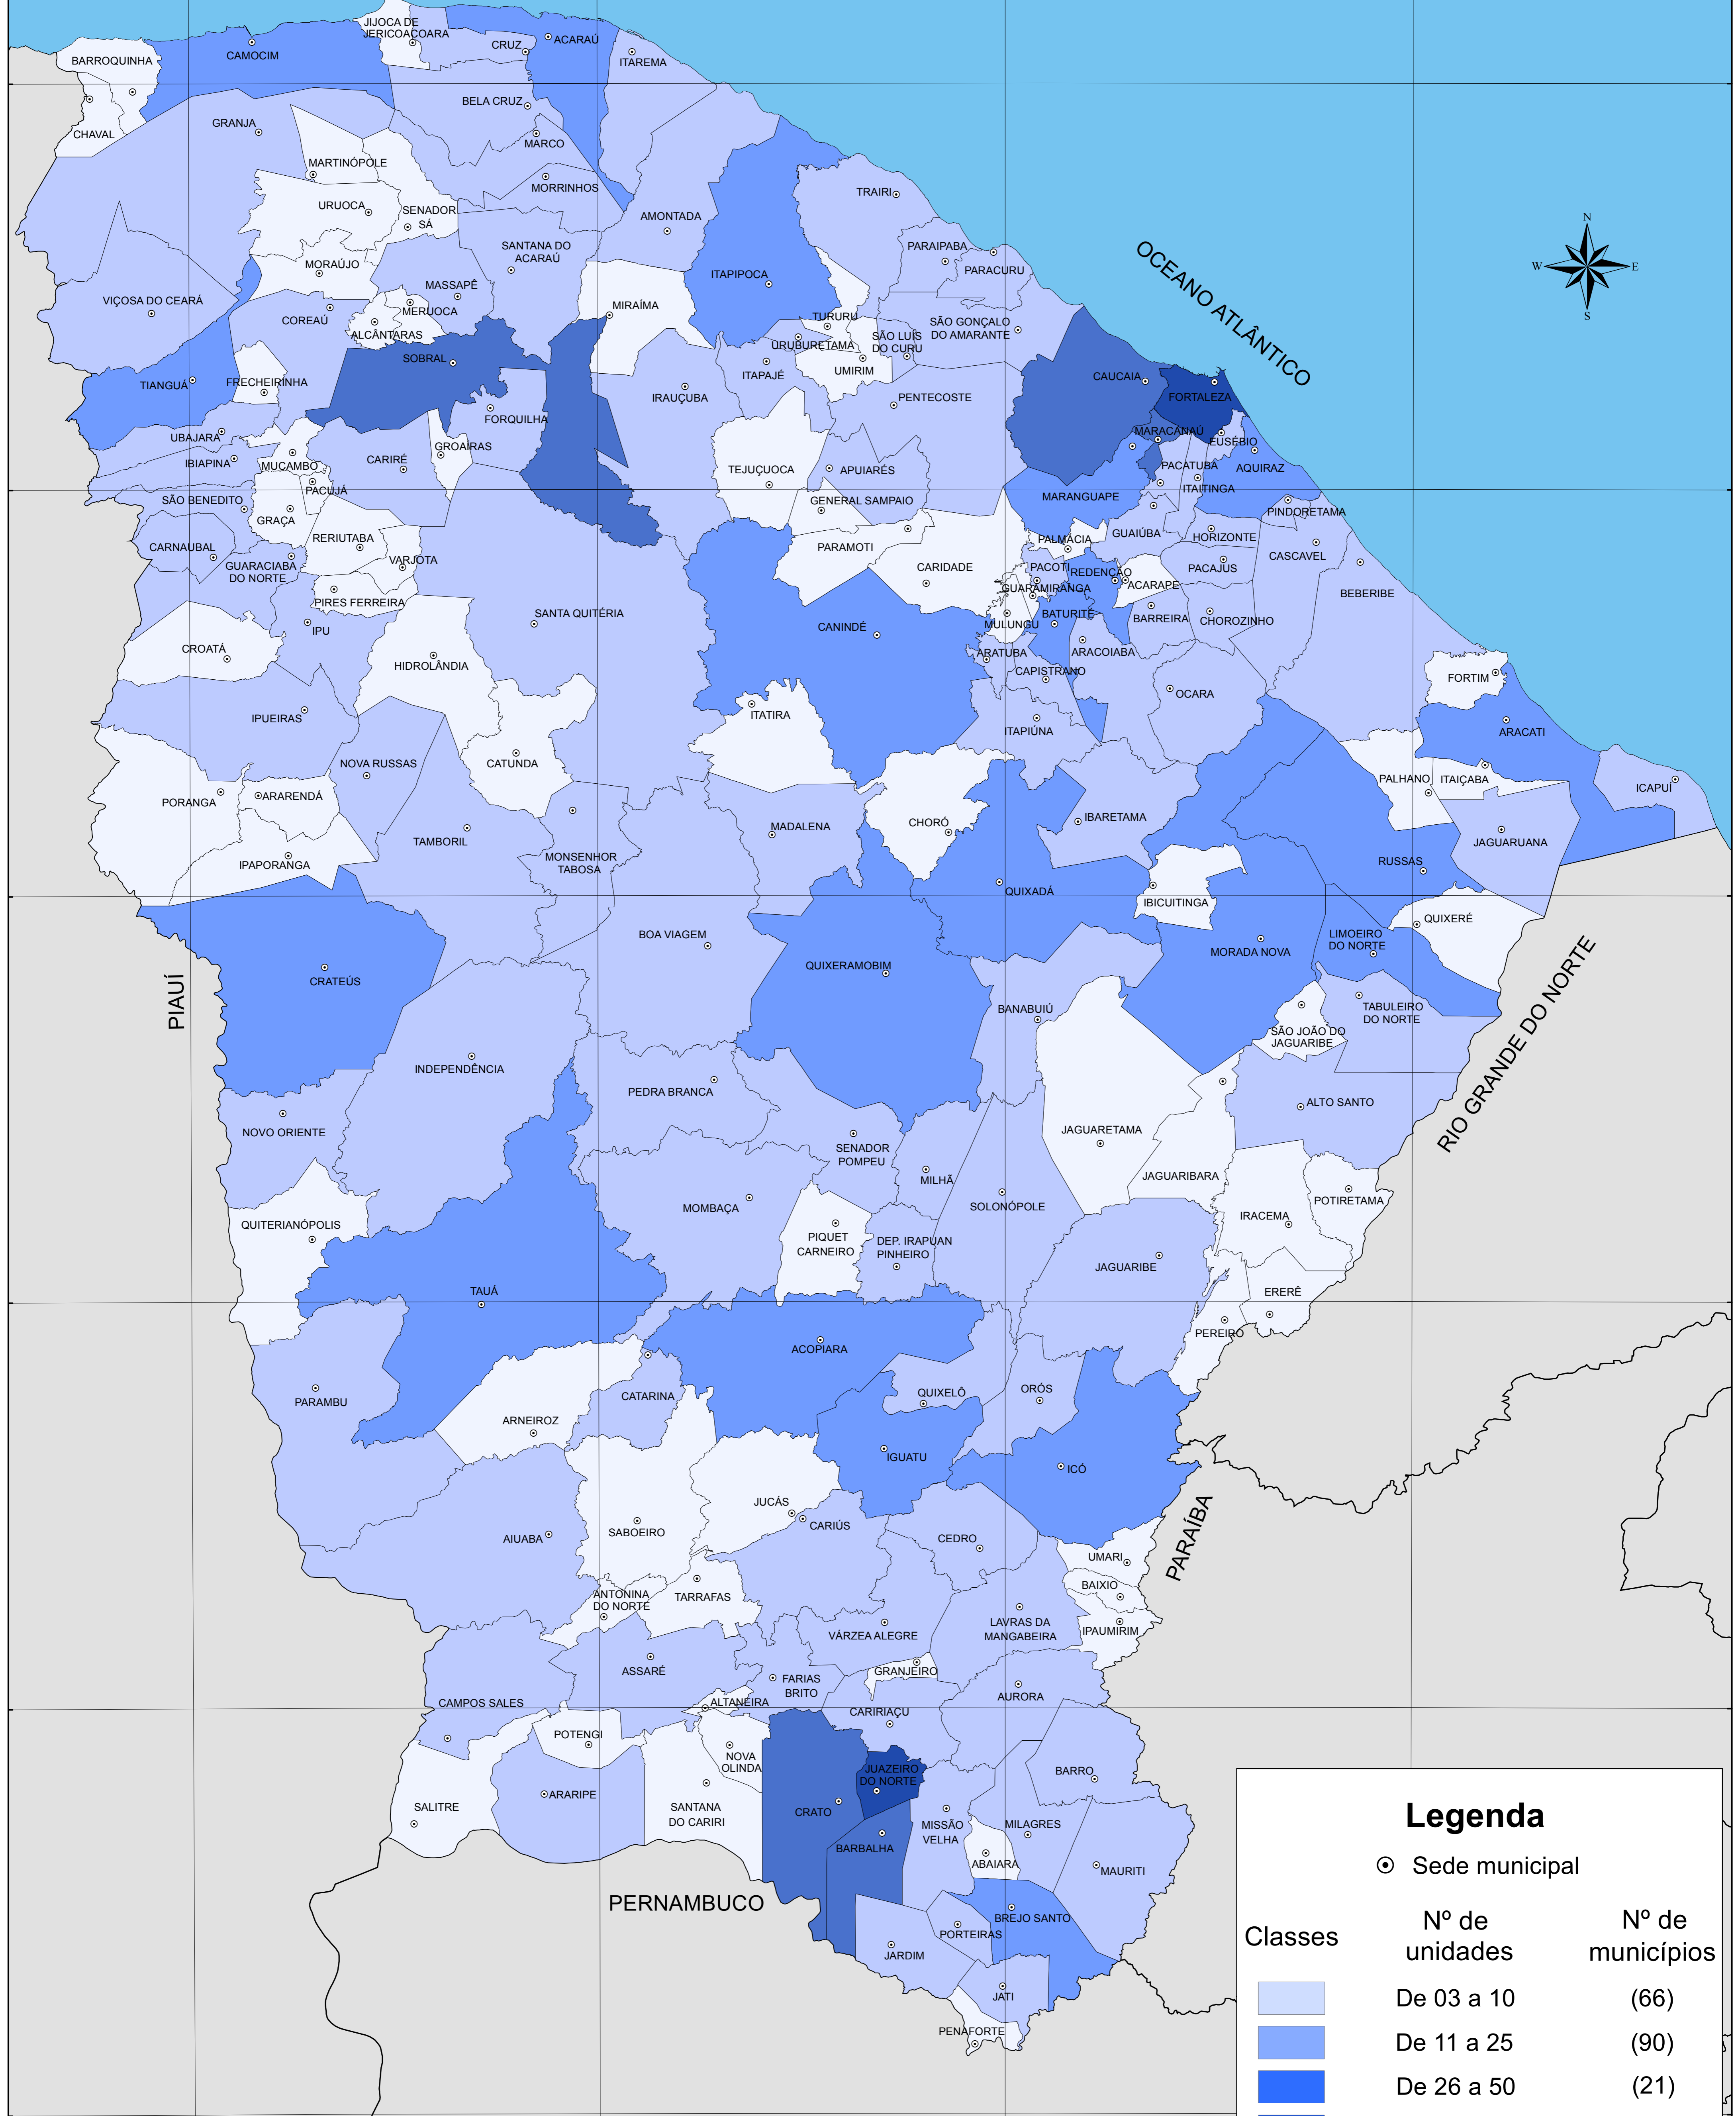 JIJOCA DE
JERICOACOARA
CRUZ
ACARAÚ
BARROQUINHA
CAMOCIM
ITAREMA
BELA CRUZ
CHAVAL
GRANJA
MARCO
MARTINÓPOLE
MORRINHOS
TRAIRI
URUOCA
SENADOR
SÁ
AMONTADA
SANTANA DO
ACARAÚ
PARAIPABA
OCEANO ATLÂNTICO
N
W
E
S
MORAÚJO
PARACURU
ITAPIPOCA
MASSAPÊ
VIÇOSA DO CEARÁ
MIRAÍMA
MERUOCA
COREAÚ
TURURÚ
SÃO GONÇALO
DO AMARANTE
ALCÂNTARAS
SÃO LUÍS
DO CURU
URUBURETAMA
SOBRAL
UMIRIM
ITAPAJÉ
CAUCAIA
TIANGUÁ
FRECHEIRINHA
IRAUÇUBA
PENTECOSTE
FORTALEZA
FORQUILHA
MARACANAÚ
UBAJARA
EUSÉBIO
GROAÍRAS
IBIAPINA
MUCAMBO
CARIRÉ
TEJUÇUOCA
APUIARÉS
PACATUBA
AQUIRAZ
PACUJÁ
ITAITINGA
SÃO BENEDITO
GENERAL SAMPAIO
MARANGUAPE
PINDORETAMA
GRAÇA
RERIUTABA
GUAIÚBA
HORIZONTE
CARNAUBAL
PARAMOTI
PALMÁCIA
CASCAVEL
VARJOTA
GUARACIABA
DO NORTE
CARIDADE
PACOTI
REDENÇÃO
PACAJUS
GUARAMIRANGA
ACARAPE
BEBERIBE
PIRES FERREIRA
SANTA QUITÉRIA
BATURITÉ
BARREIRA
CHOROZINHO
IPU
CANINDÉ
MULUNGU
CROATÁ
ARATUBA
ARACOIABA
HIDROLÂNDIA
CAPISTRANO
FORTIM
OCARA
IPUEIRAS
ITATIRA
ITAPIÚNA
ARACATI
NOVA RUSSAS
CATUNDA
PALHANO
ITAIÇABA
PORANGA
ARARENDÁ
ICAPUÍ
CHORÓ
IBARETAMA
MADALENA
TAMBORIL
JAGUARUANA
MONSENHOR
TABOSA
IPAPORANGA
RUSSAS
QUIXADÁ
IBICUITINGA
QUIXERÉ
BOA VIAGEM
LIMOEIRO
DO NORTE
MORADA NOVA
QUIXERAMOBIM
CRATEÚS
PIAUÍ
BANABUIÚ
TABULEIRO
DO NORTE
SÃO JOÃO DO
JAGUARIBE
RIO GRANDE DO NORTE
INDEPENDÊNCIA
PEDRA BRANCA
ALTO SANTO
NOVO ORIENTE
JAGUARETAMA
SENADOR
POMPEU
JAGUARIBARA
MILHÃ
POTIRETAMA
MOMBAÇA
SOLONÓPOLE
IRACEMA
QUITERIANÓPOLIS
PIQUET
CARNEIRO
DEP. IRAPUAN
PINHEIRO
JAGUARIBE
TAUÁ
ERERÊ
PEREIRO
ACOPIARA
CATARINA
QUIXELÔ
ORÓS
PARAMBU
ARNEIROZ
IGUATU
ICÓ
JUCÁS
CARIÚS
SABOEIRO
AIUABA
CEDRO
PARAÍBA
UMARI
BAIXIO
ANTONINA
DO NORTE
TARRAFAS
LAVRAS DA
MANGABEIRA
IPAUMIRIM
VÁRZEA ALEGRE
ASSARÉ
GRANJEIRO
FARIAS
BRITO
AURORA
CAMPOS SALES
ALTANEIRA
CARIRIAÇU
POTENGI
NOVA
OLINDA
JUAZEIRO
DO NORTE
BARRO
ARARIPE
SALITRE
SANTANA
DO CARIRI
CRATO
MISSÃO
VELHA
MILAGRES
BARBALHA
ABAIARA
MAURITI
PERNAMBUCO
BREJO SANTO
PORTEIRAS
JARDIM
JATI
PENAFORTE
Legenda
Sede municipal
Classes
Nº de
unidades
Nº de
municípios
De 03 a 10
(66)
De 11 a 25
(90)
De 26 a 50
(21)